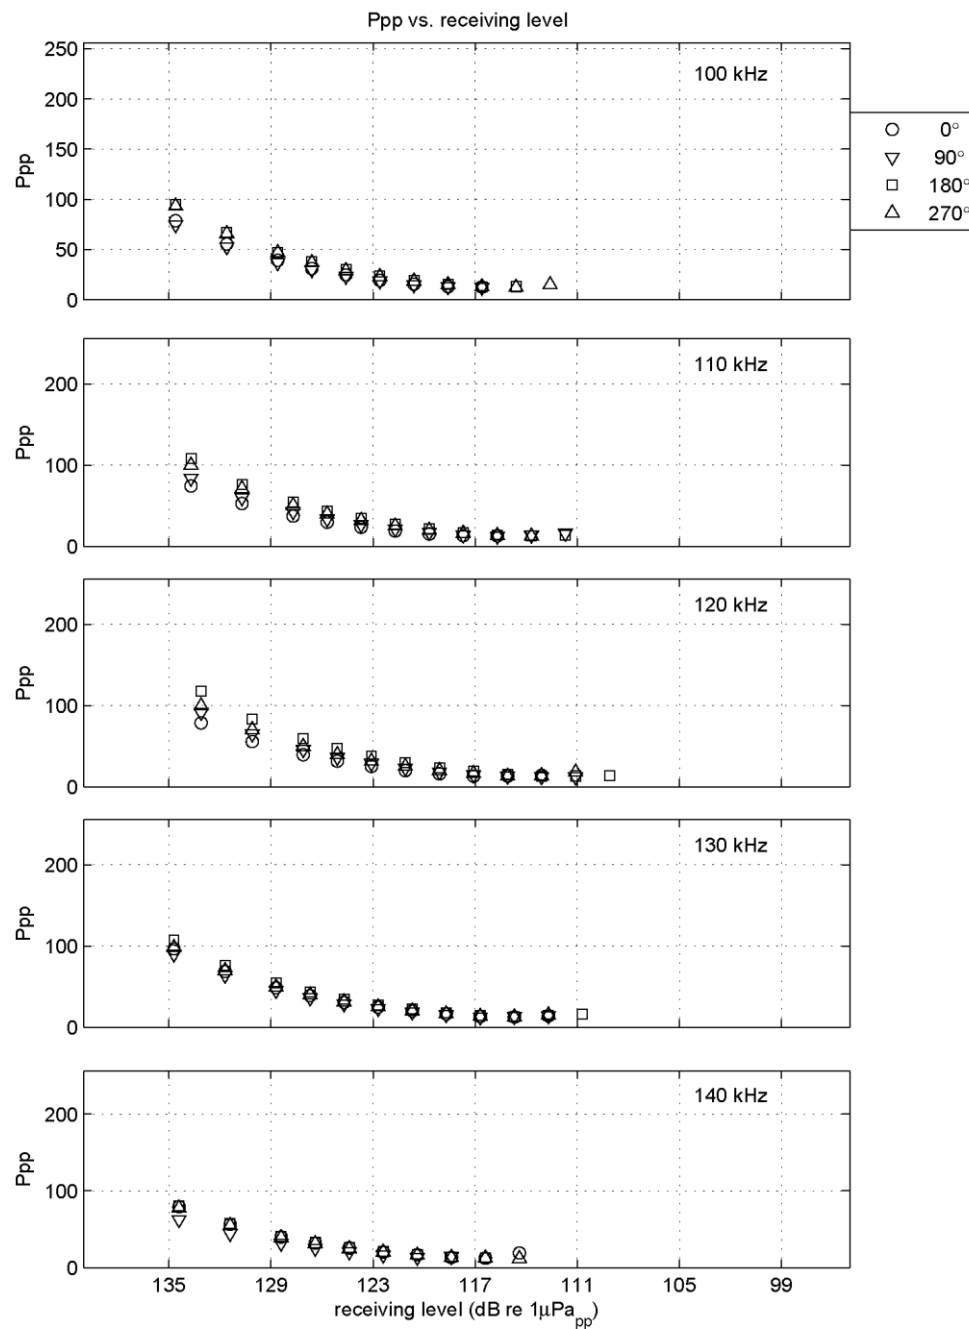 Ppp vs. receiving level
250
200
150
100
50
0
Ppp
100 kHz
0°
90°
180°
270°
200
100
0
Ppp
110 kHz
200
100
0
Ppp
120 kHz
200
100
0
Ppp
130 kHz
200
100
0
Ppp
140 kHz
135 129 123 117 111 105 99
receiving level (dB re 1μPa_pp)